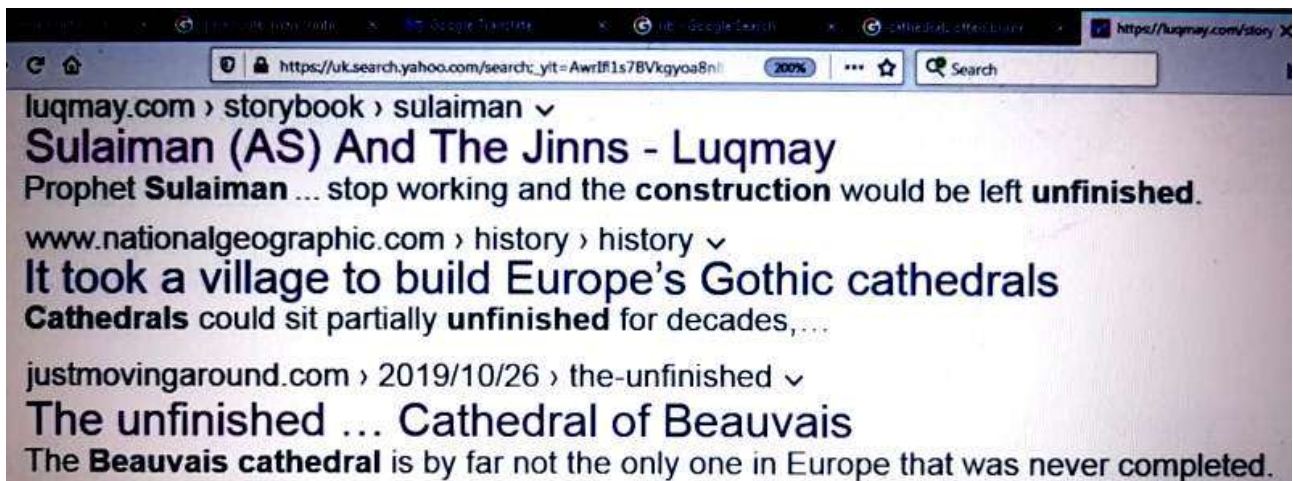 Google Translate
https://luqmay.com/story
https://uk.search.yahoo.com/search;_ylt=AwrIfl1s7BVkgyoa8nl
200%
Search
luqmay.com › storybook › sulaiman
Sulaiman (AS) And The Jinns - Luqmay
Prophet Sulaiman ... stop working and the construction would be left unfinished.
www.nationalgeographic.com › history › history
It took a village to build Europe's Gothic cathedrals
Cathedrals could sit partially unfinished for decades,...
justmovingaround.com › 2019/10/26 › the-unfinished
The unfinished ... Cathedral of Beauvais
The Beauvais cathedral is by far not the only one in Europe that was never completed.